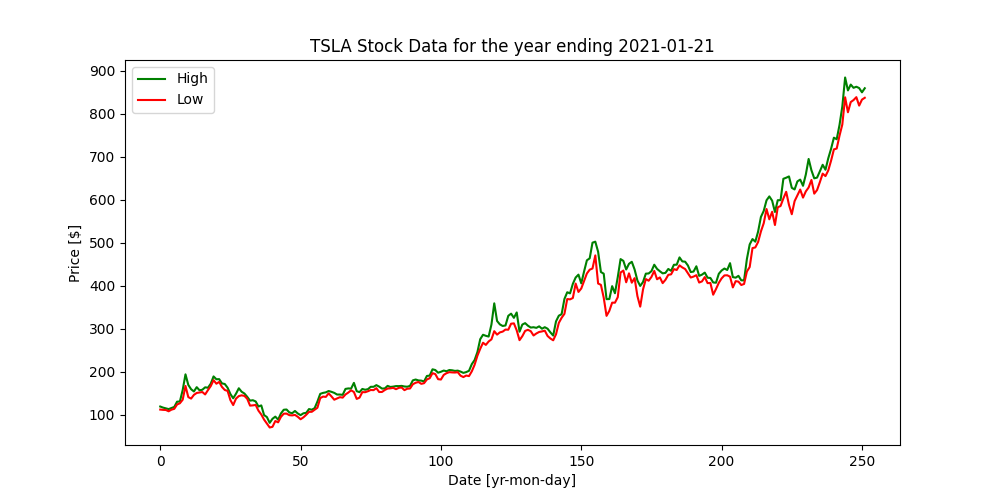 TSLA Stock Data for the year ending 2021-01-21
High
Low
900
800
700
600
500
400
300
200
100
Price [$]
0 50 100 150 200 250
Date [yr-mon-day]